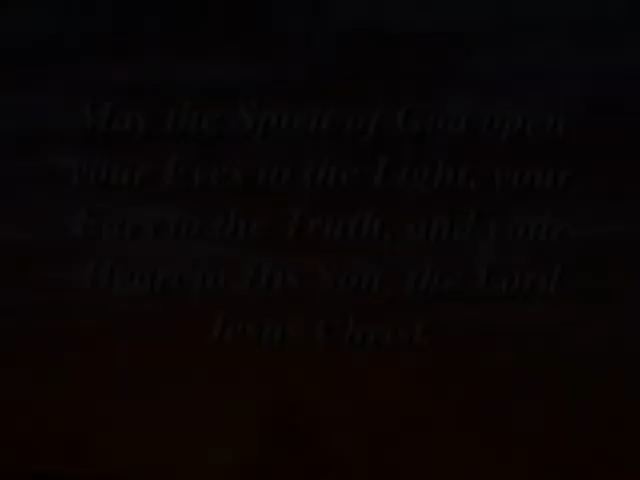 May the Spirit of God open
your Eyes to the Light, your
Ears to the Truth, and your
Heart to His Son, the Lord
Jesus Christ.